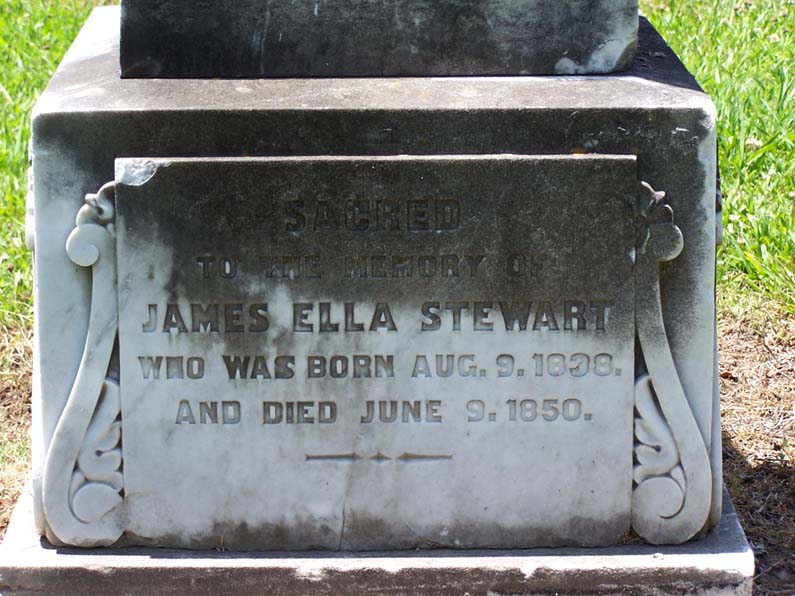 SACRED
TO THE MEMORY OF
JAMES ELLA STEWART
WHO WAS BORN AUG. 9. 1838.
AND DIED JUNE 9. 1850.